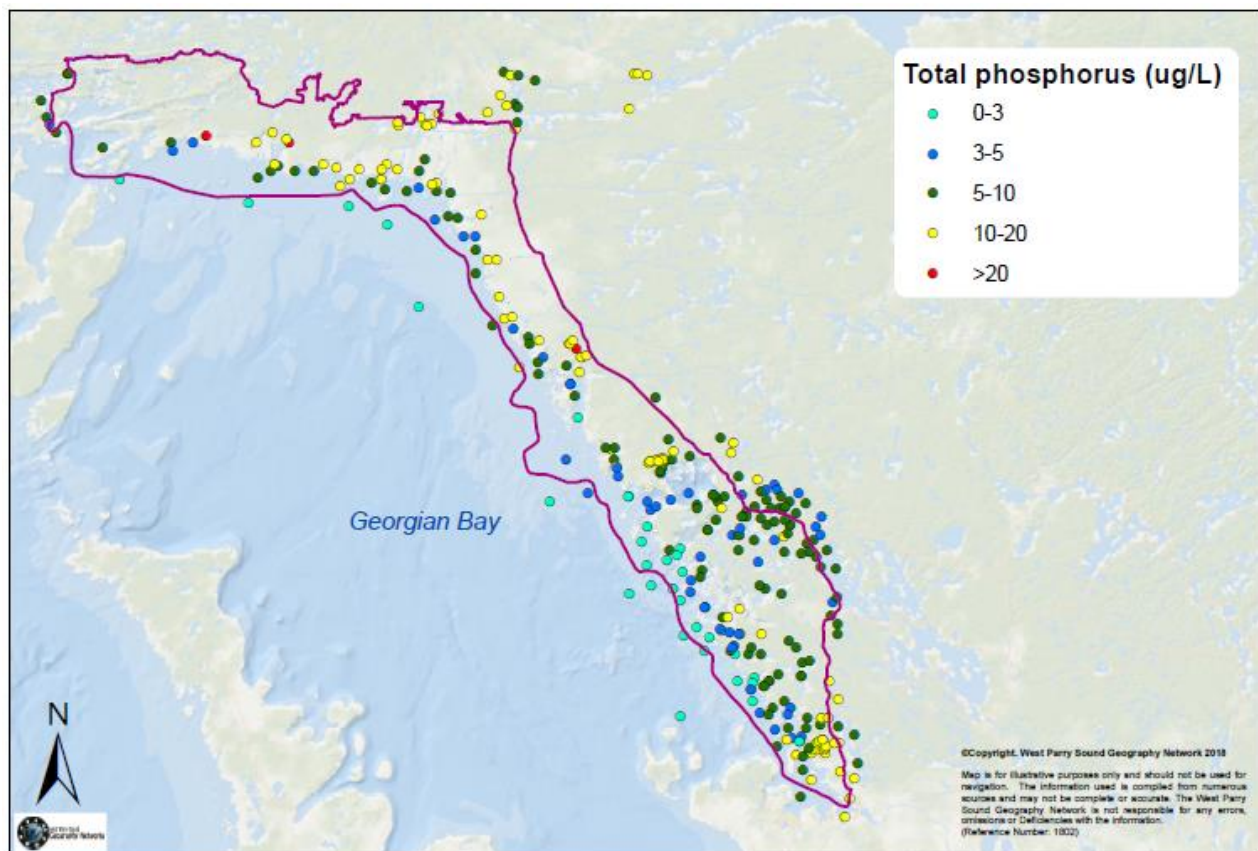 Total phosphorus (ug/L)
0-3
3-5
5-10
10-20
>20
Georgian Bay
N
©Copyright. West Parry Sound Geography Network 2018
Map is for illustrative purposes only and should not be used for
navigation. The information used is compiled from numerous
sources and may not be complete or accurate. The West Parry
Sound Geography Network is not responsible for any errors,
omissions or Deficiencies with the information.
(Reference Number: 1802)
Geography Network